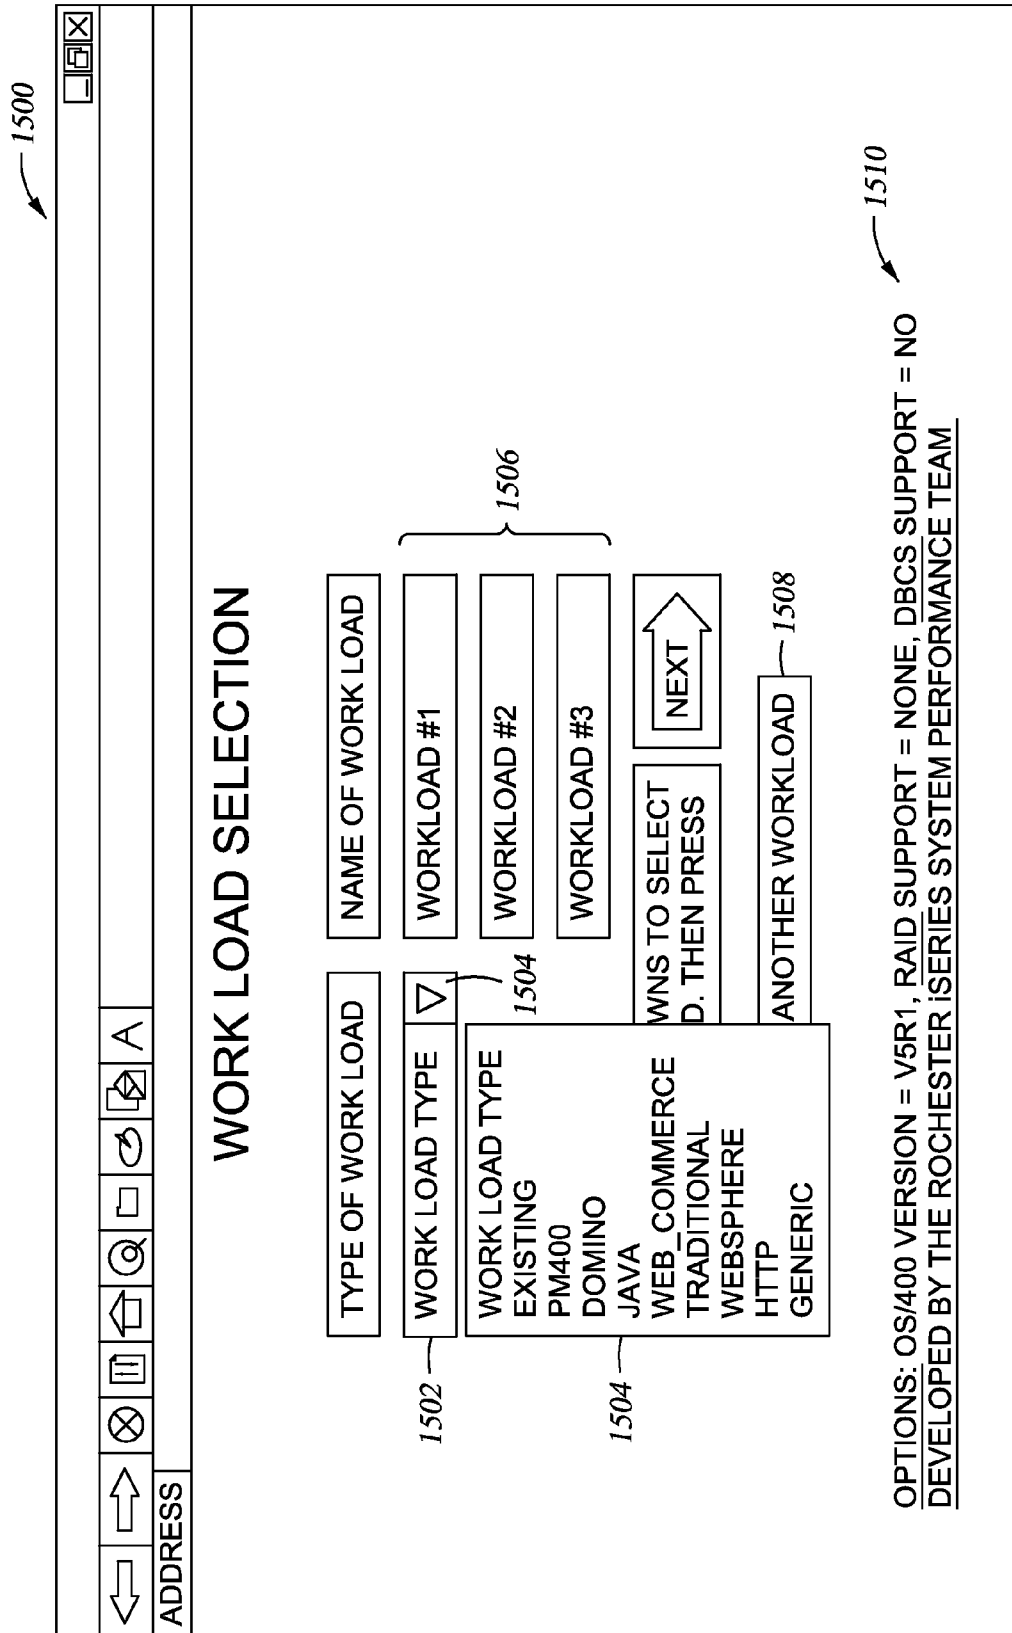 1500
ADDRESS
WORK LOAD SELECTION
TYPE OF WORK LOAD NAME OF WORK LOAD
1502 WORK LOAD TYPE WORKLOAD #1
1504
1506
WORK LOAD TYPE
EXISTING WORKLOAD #2
PM400
DOMINO WORKLOAD #3
JAVA
WEB_COMMERCE WNS TO SELECT
TRADITIONAL D. THEN PRESS NEXT
WEBSPHERE
HTTP ANOTHER WORKLOAD 1508
GENERIC
1504
1510
OPTIONS: OS/400 VERSION = V5R1, RAID SUPPORT = NONE, DBCS SUPPORT = NO
DEVELOPED BY THE ROCHESTER iSERIES SYSTEM PERFORMANCE TEAM